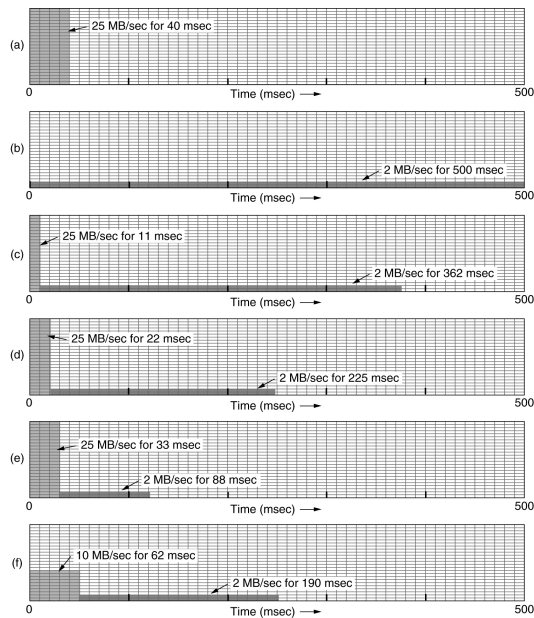 (a)
25 MB/sec for 40 msec
0
Time (msec)
500
(b)
2 MB/sec for 500 msec
0
Time (msec)
500
(c)
25 MB/sec for 11 msec
2 MB/sec for 362 msec
0
Time (msec)
500
(d)
25 MB/sec for 22 msec
2 MB/sec for 225 msec
0
Time (msec)
500
(e)
25 MB/sec for 33 msec
2 MB/sec for 88 msec
0
Time (msec)
500
(f)
10 MB/sec for 62 msec
2 MB/sec for 190 msec
0
Time (msec)
500